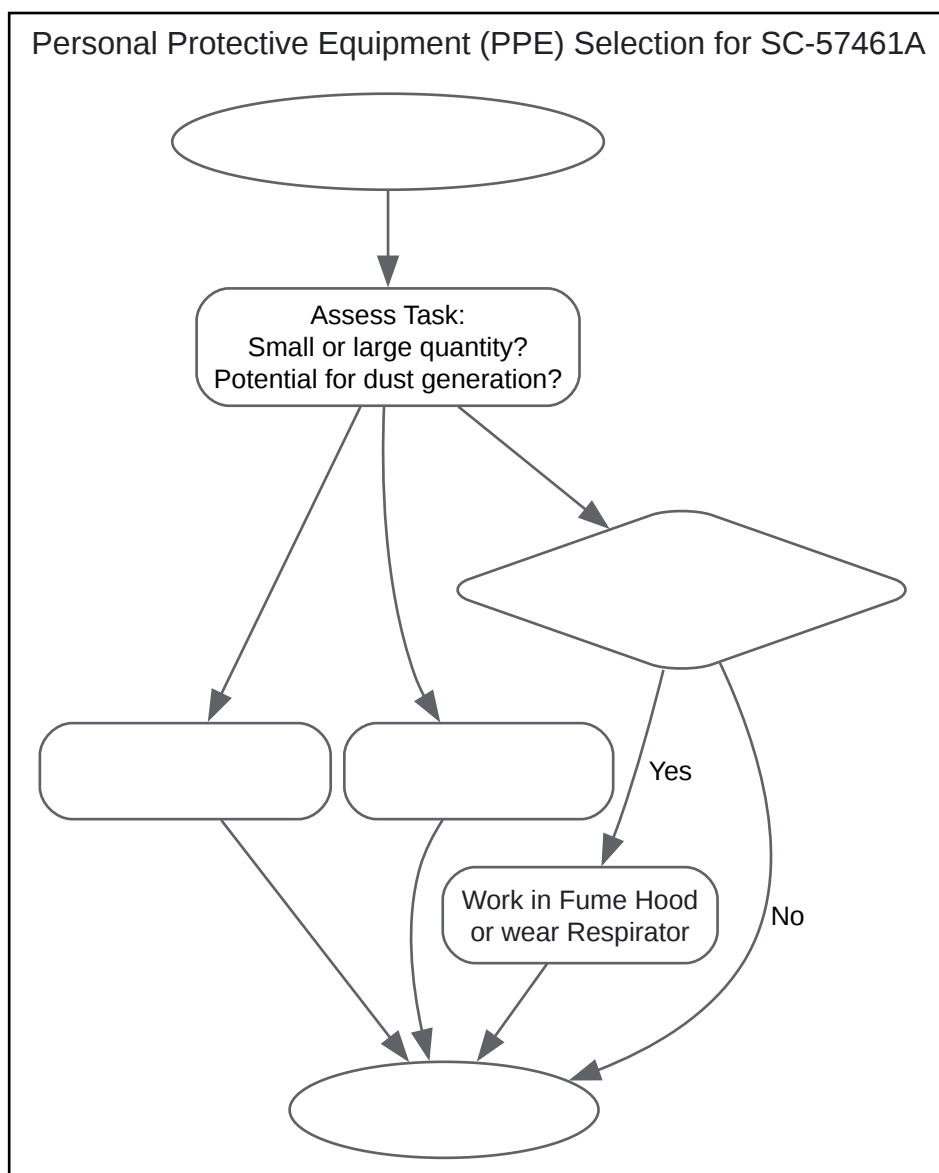 Personal Protective Equipment (PPE) Selection for SC-57461A
Assess Task:
Small or large quantity?
Potential for dust generation?
Yes
Work in Fume Hood
or wear Respirator
No